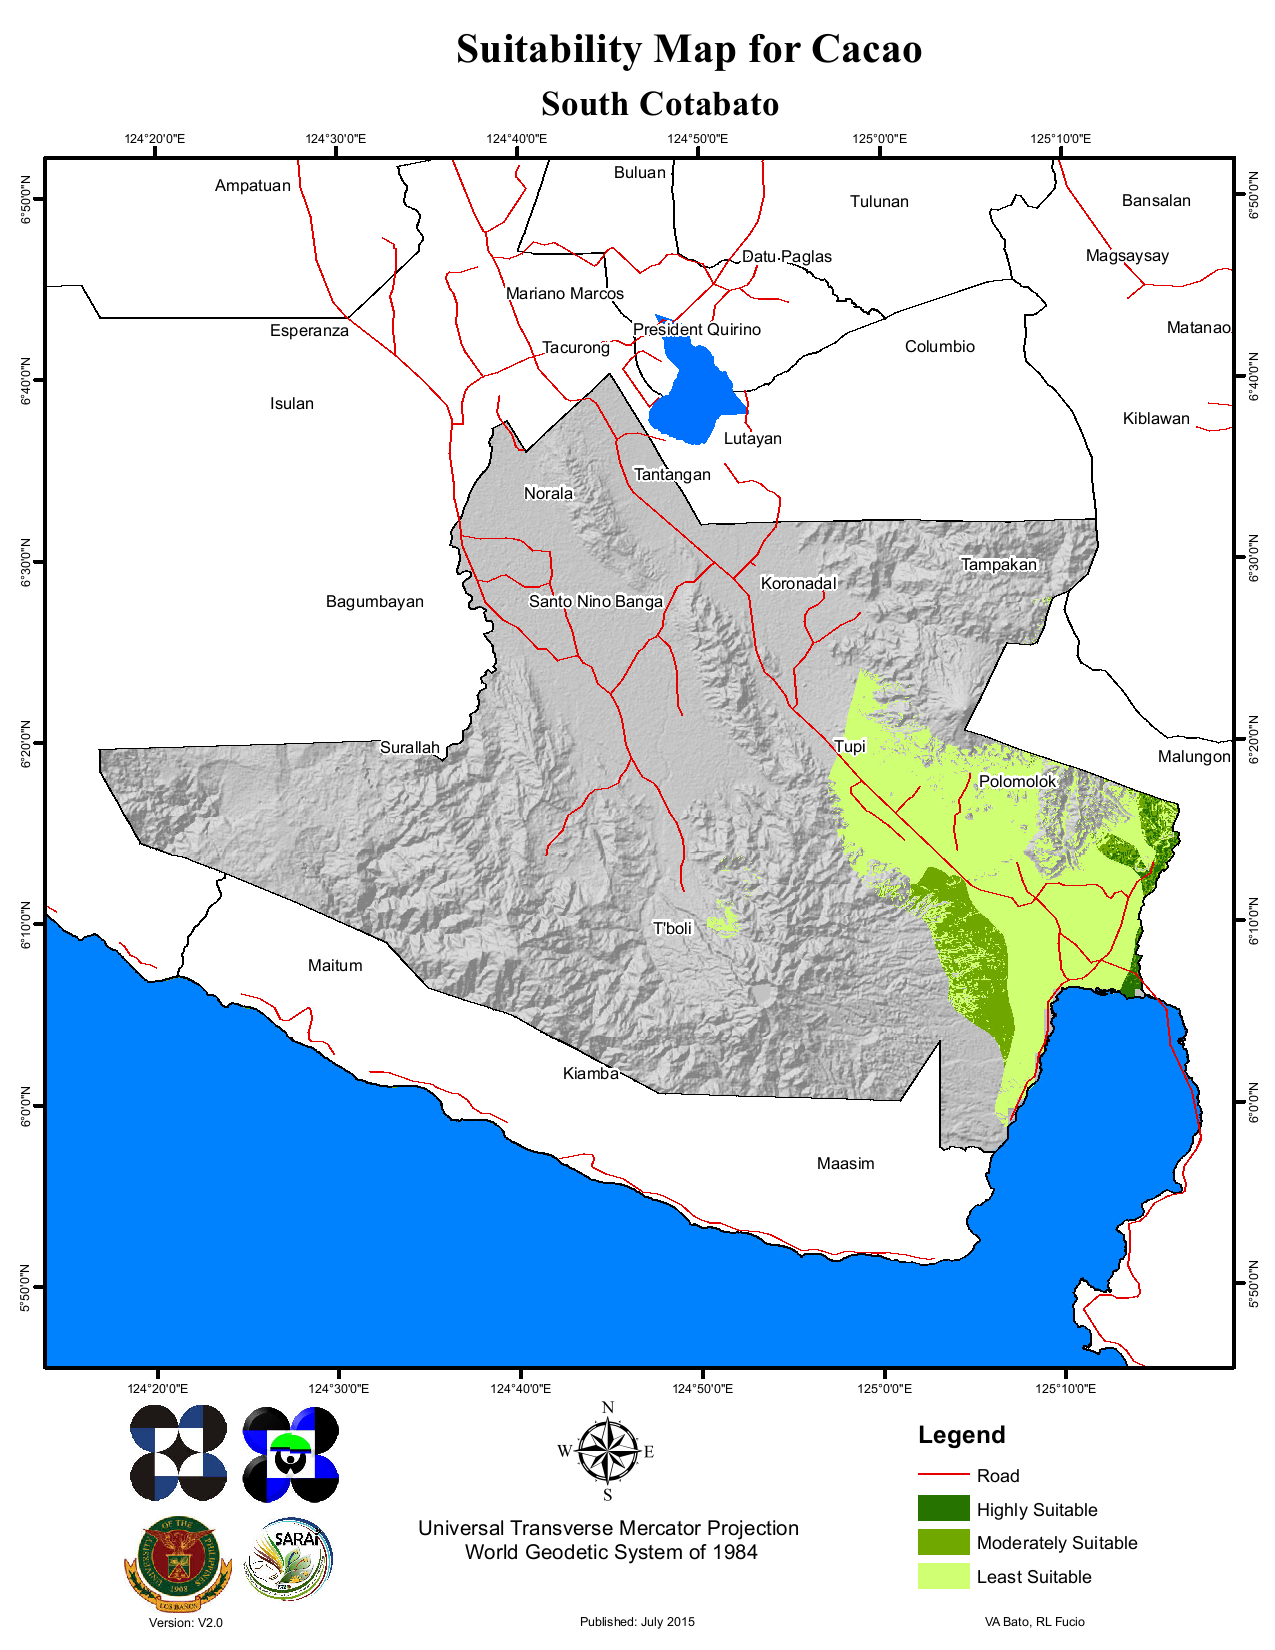 Suitability Map for Cacao
South Cotabato
124°20'0"E 124°30'0"E 124°40'0"E 124°50'0"E 125°0'0"E 125°10'0"E
6°50'0"N 6°50'0"N
Ampatuan
Buluan
Tulunan
Bansalan
Datu Paglas
Magsaysay
Mariano Marcos
Esperanza
President Quirino
Matanao
Tacurong
Columbio
6°40'0"N 6°40'0"N
Isulan
Kiblawan
Lutayan
Tantangan
Norala
6°30'0"N 6°30'0"N
Tampakan
Koronadal
Bagumbayan
Santo Nino Banga
6°20'0"N 6°20'0"N
Surallah
Tupi
Malungon
Polomolok
6°10'0"N 6°10'0"N
T'boli
Maitum
Kiamba
6°0'0"N 6°0'0"N
Maasim
5°50'0"N 5°50'0"N
124°20'0"E 124°30'0"E 124°40'0"E 124°50'0"E 125°0'0"E 125°10'0"E
N
W E
S
Legend
Road
Highly Suitable
Moderately Suitable
Least Suitable
UNIVERSITY OF THE PHILIPPINES
1908
LOS BAÑOS
SARAI
Universal Transverse Mercator Projection
World Geodetic System of 1984
Version: V2.0
Published: July 2015
VA Bato, RL Fucio